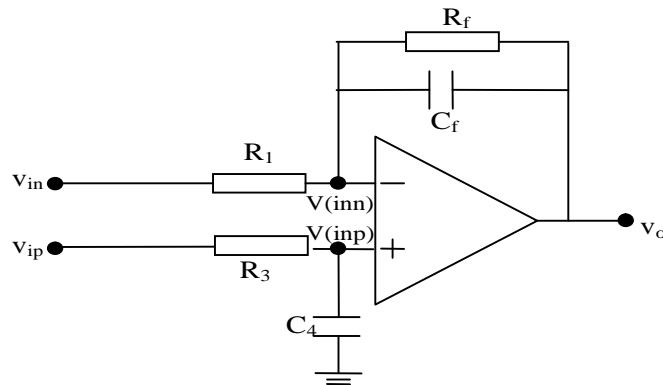 R_f
C_f
R_1
v_in
V(inn)
V(inp)
v_ip
v_o
R_3
C_4